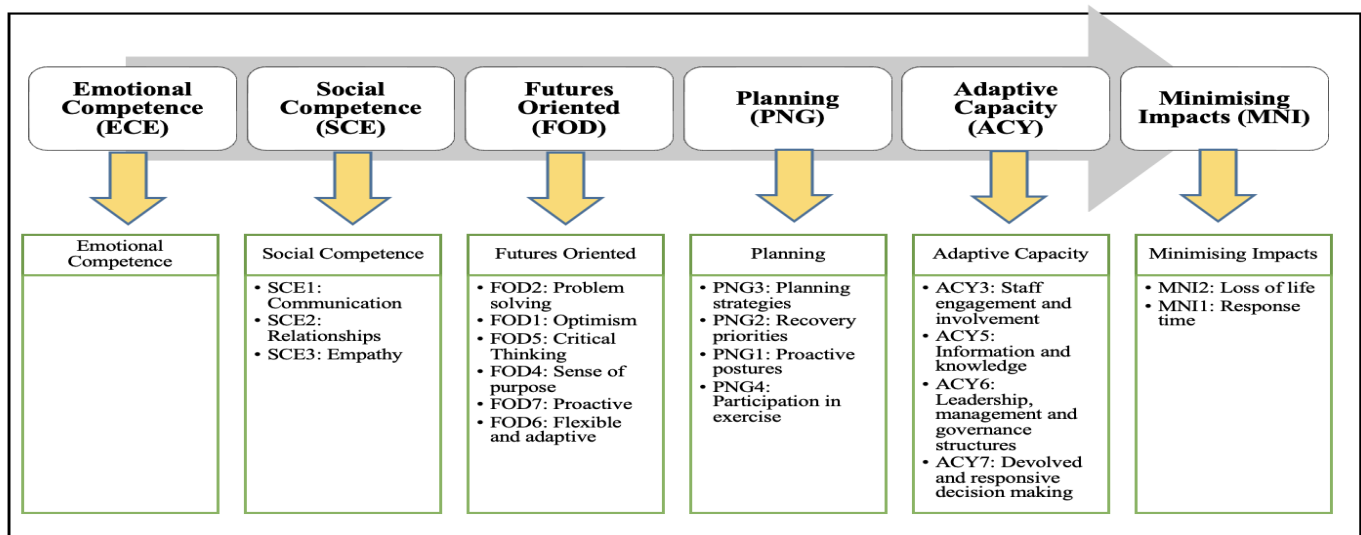 Emotional
Competence
(ECE)
Social
Competence
(SCE)
Futures
Oriented
(FOD)
Planning
(PNG)
Adaptive
Capacity
(ACY)
Minimising
Impacts (MNI)
Emotional
Competence
Social Competence
• SCE1:
Communication
• SCE2:
Relationships
• SCE3: Empathy
Futures Oriented
• FOD2: Problem
solving
• FOD1: Optimism
• FOD5: Critical
Thinking
• FOD4: Sense of
purpose
• FOD7: Proactive
• FOD6: Flexible
and adaptive
Planning
• PNG3: Planning
strategies
• PNG2: Recovery
priorities
• PNG1: Proactive
postures
• PNG4:
Participation in
exercise
Adaptive Capacity
• ACY3: Staff
engagement and
involvement
• ACY5:
Information and
knowledge
• ACY6:
Leadership,
management and
governance
structures
• ACY7: Devolved
and responsive
decision making
Minimising Impacts
• MNI2: Loss of life
• MNI1: Response
time